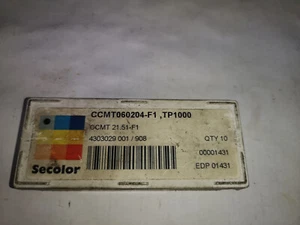 CCMT060204-F1 ,TP1000
CCMT 21.51-F1
4303029 001 / 908
QTY 10
00001431
EDP 01431
Secolor